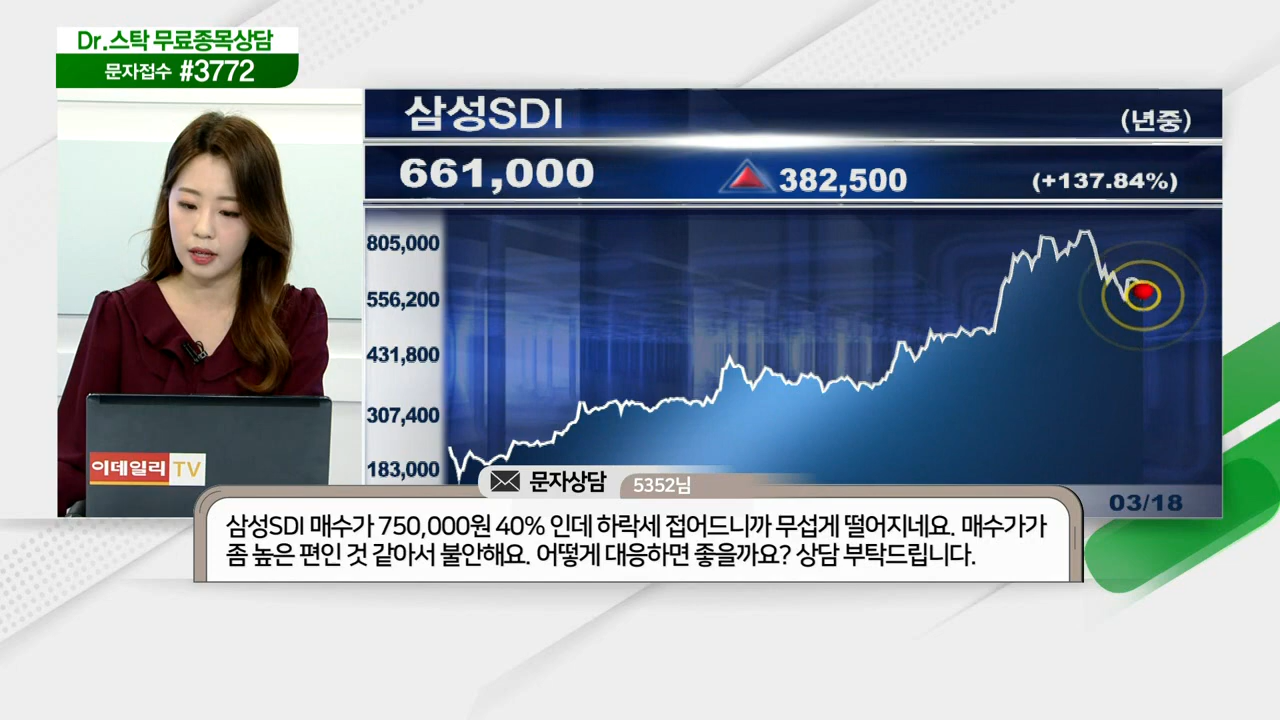 Dr.스탁 무료종목상담
문자접수 #3772
삼성SDI
(년중)
661,000
382,500
(+137.84%)
805,000
556,200
431,800
307,400
183,000
03/18
이데일리 TV
문자상담
5352님
삼성SDI 매수가 750,000원 40% 인데 하락세 접어드니까 무섭게 떨어지네요. 매수가가
좀 높은 편인 것 같아서 불안해요. 어떻게 대응하면 좋을까요? 상담 부탁드립니다.